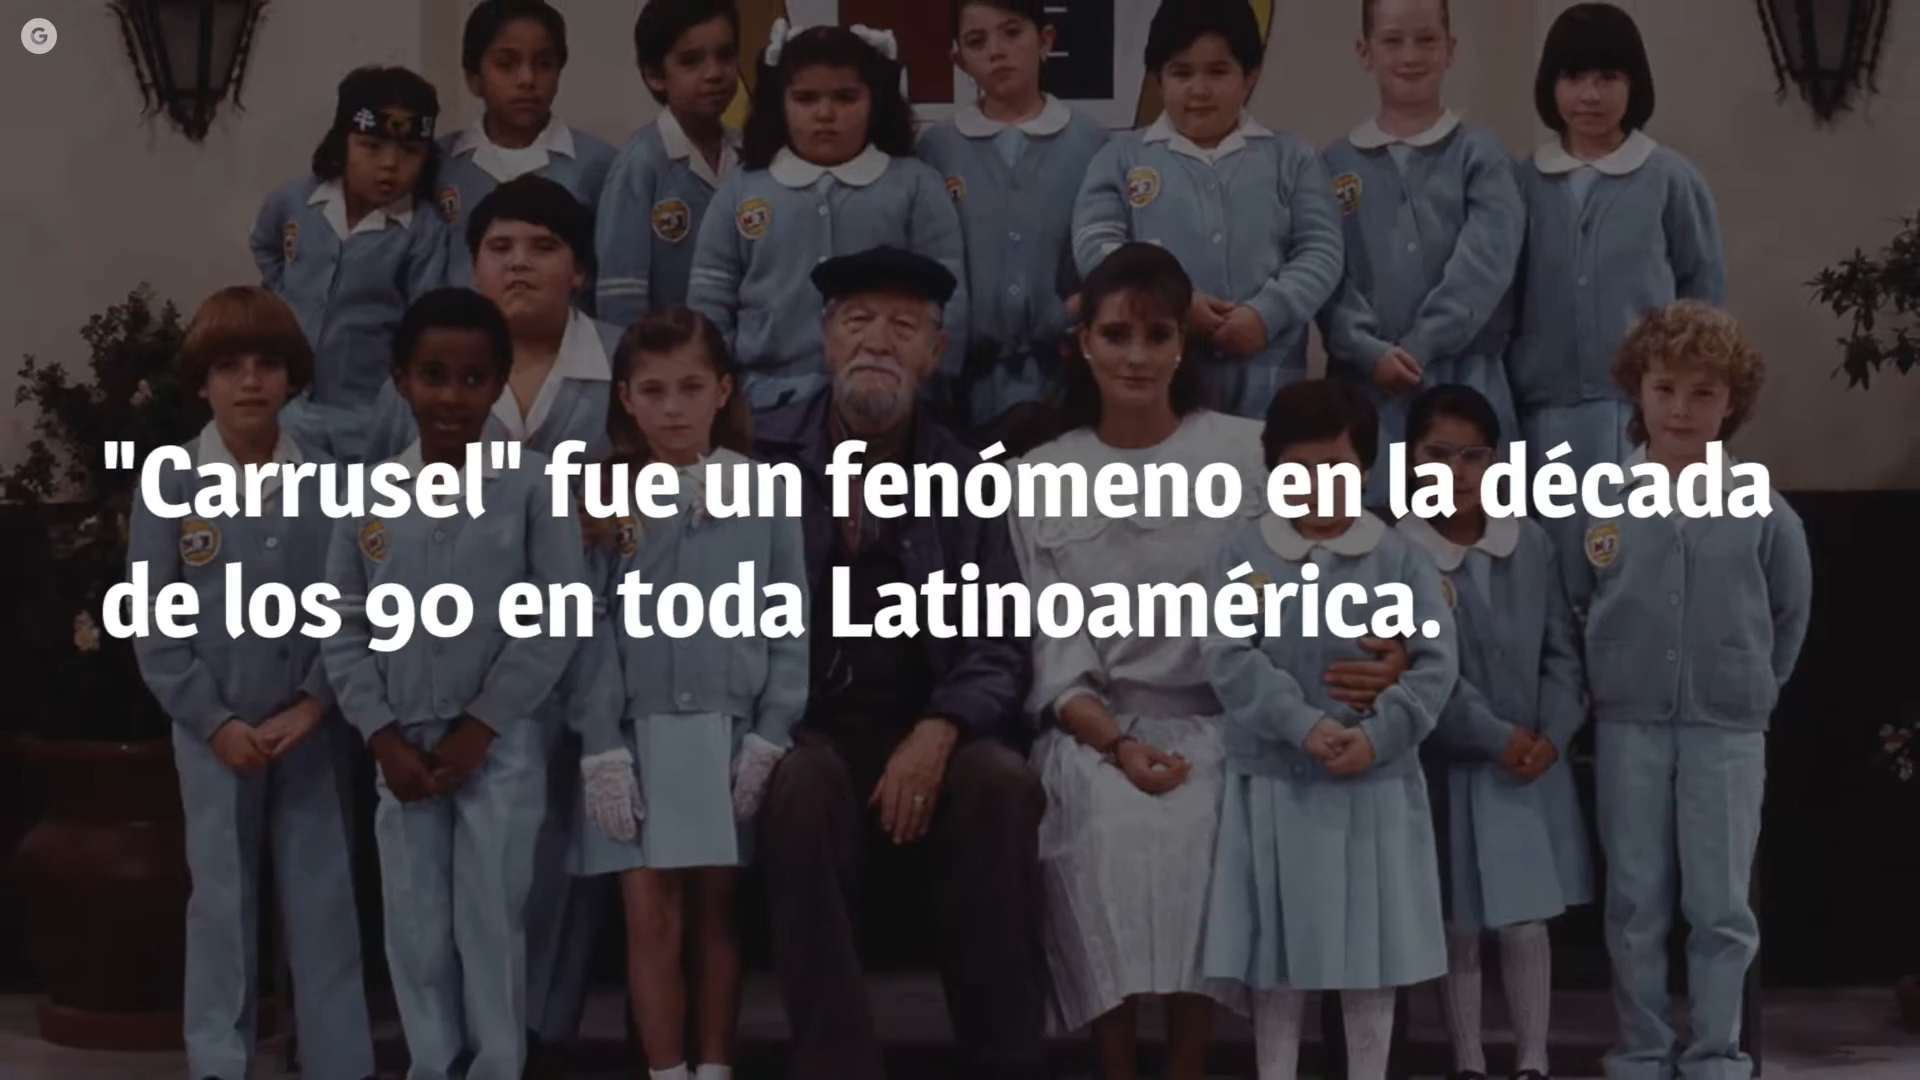 G
"Carrusel" fue un fenómeno en la década
de los 90 en toda Latinoamérica.